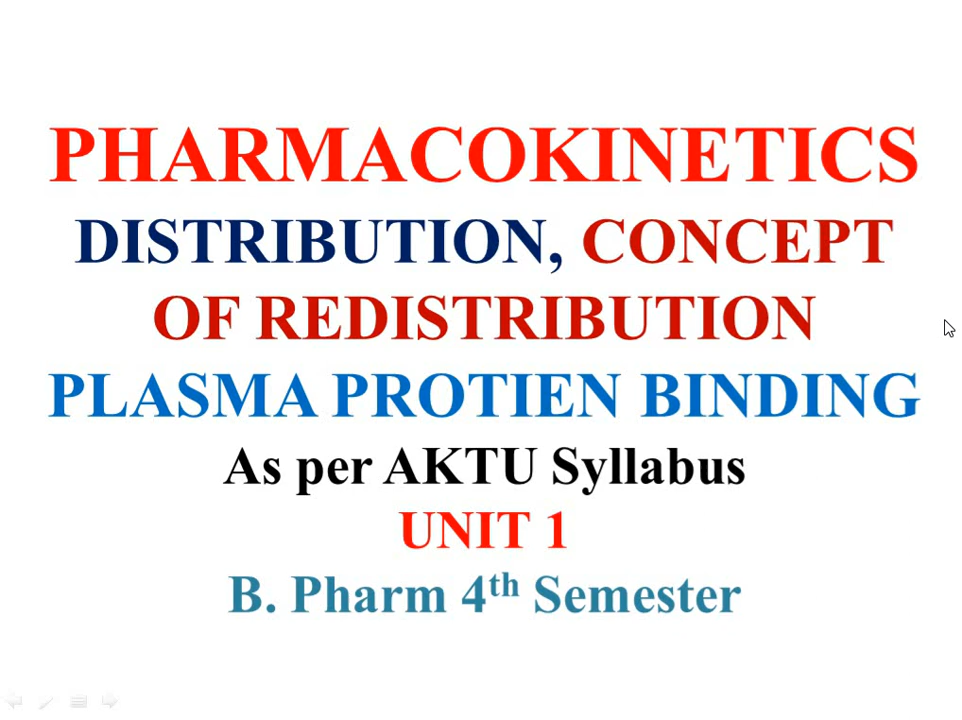 PHARMACOKINETICS
DISTRIBUTION, CONCEPT
OF REDISTRIBUTION
PLASMA PROTIEN BINDING
As per AKTU Syllabus
UNIT 1
B. Pharm 4th Semester